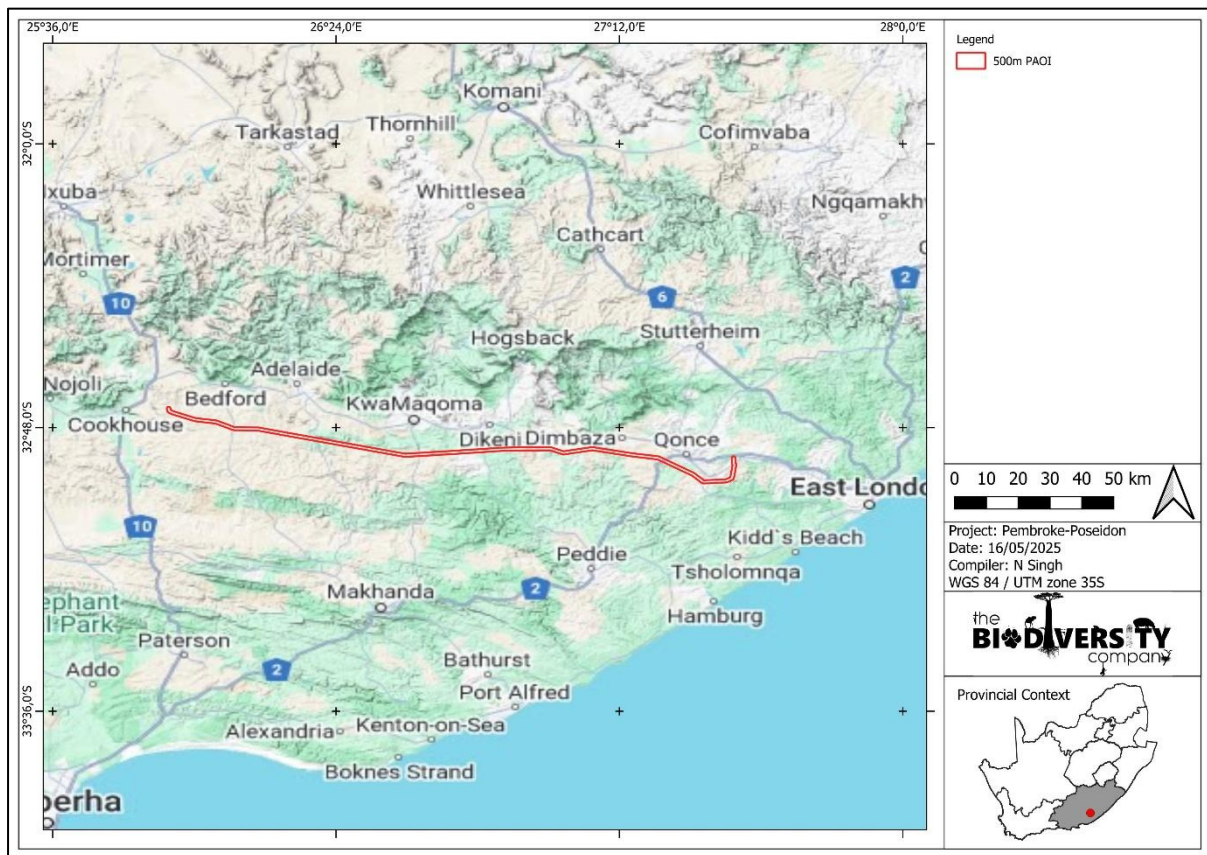 25°36,0'E
26°24,0'E
27°12,0'E
28°0,0'E
32°0,0'S
32°48,0'S
33°36,0'S
Komani
Tarkastad
Thornhill
Cofimvaba
Ixuba
Whittlesea
Ngqamakh
Cathcart
Mortimer
10
6
2
Stutterheim
Hogsback
Nojoli
Bedford
Adelaide
KwaMaqoma
Cookhouse
Dikeni
Dimbaza
Qonce
East Londo
10
Kidd`s Beach
Peddie
Tsholomnqa
2
Makhanda
Hamburg
ephant
l Park
Paterson
Addo
2
Bathurst
Port Alfred
Alexandria
Kenton-on-Sea
Boknes Strand
berha
Legend
500m PAOI
0 10 20 30 40 50 km
Project: Pembroke-Poseidon
Date: 16/05/2025
Compiler: N Singh
WGS 84 / UTM zone 35S
the
BIODIVERSITY
company
Provincial Context